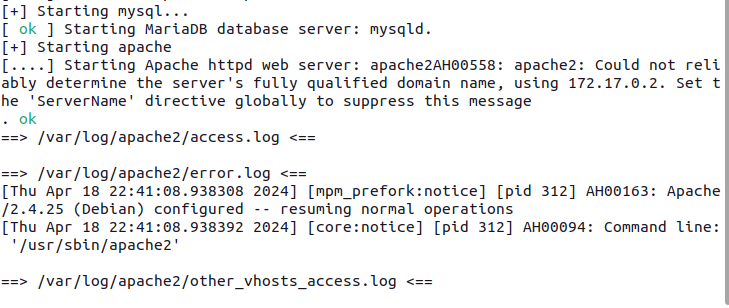 [+] Starting mysql...
[ ok ] Starting MariaDB database server: mysqld.
[+] Starting apache
[....] Starting Apache httpd web server: apache2AH00558: apache2: Could not reli
ably determine the server's fully qualified domain name, using 172.17.0.2. Set t
he 'ServerName' directive globally to suppress this message
. ok
==> /var/log/apache2/access.log <==
==> /var/log/apache2/error.log <==
[Thu Apr 18 22:41:08.938308 2024] [mpm_prefork:notice] [pid 312] AH00163: Apache
/2.4.25 (Debian) configured -- resuming normal operations
[Thu Apr 18 22:41:08.938392 2024] [core:notice] [pid 312] AH00094: Command line:
 '/usr/sbin/apache2'
==> /var/log/apache2/other_vhosts_access.log <==